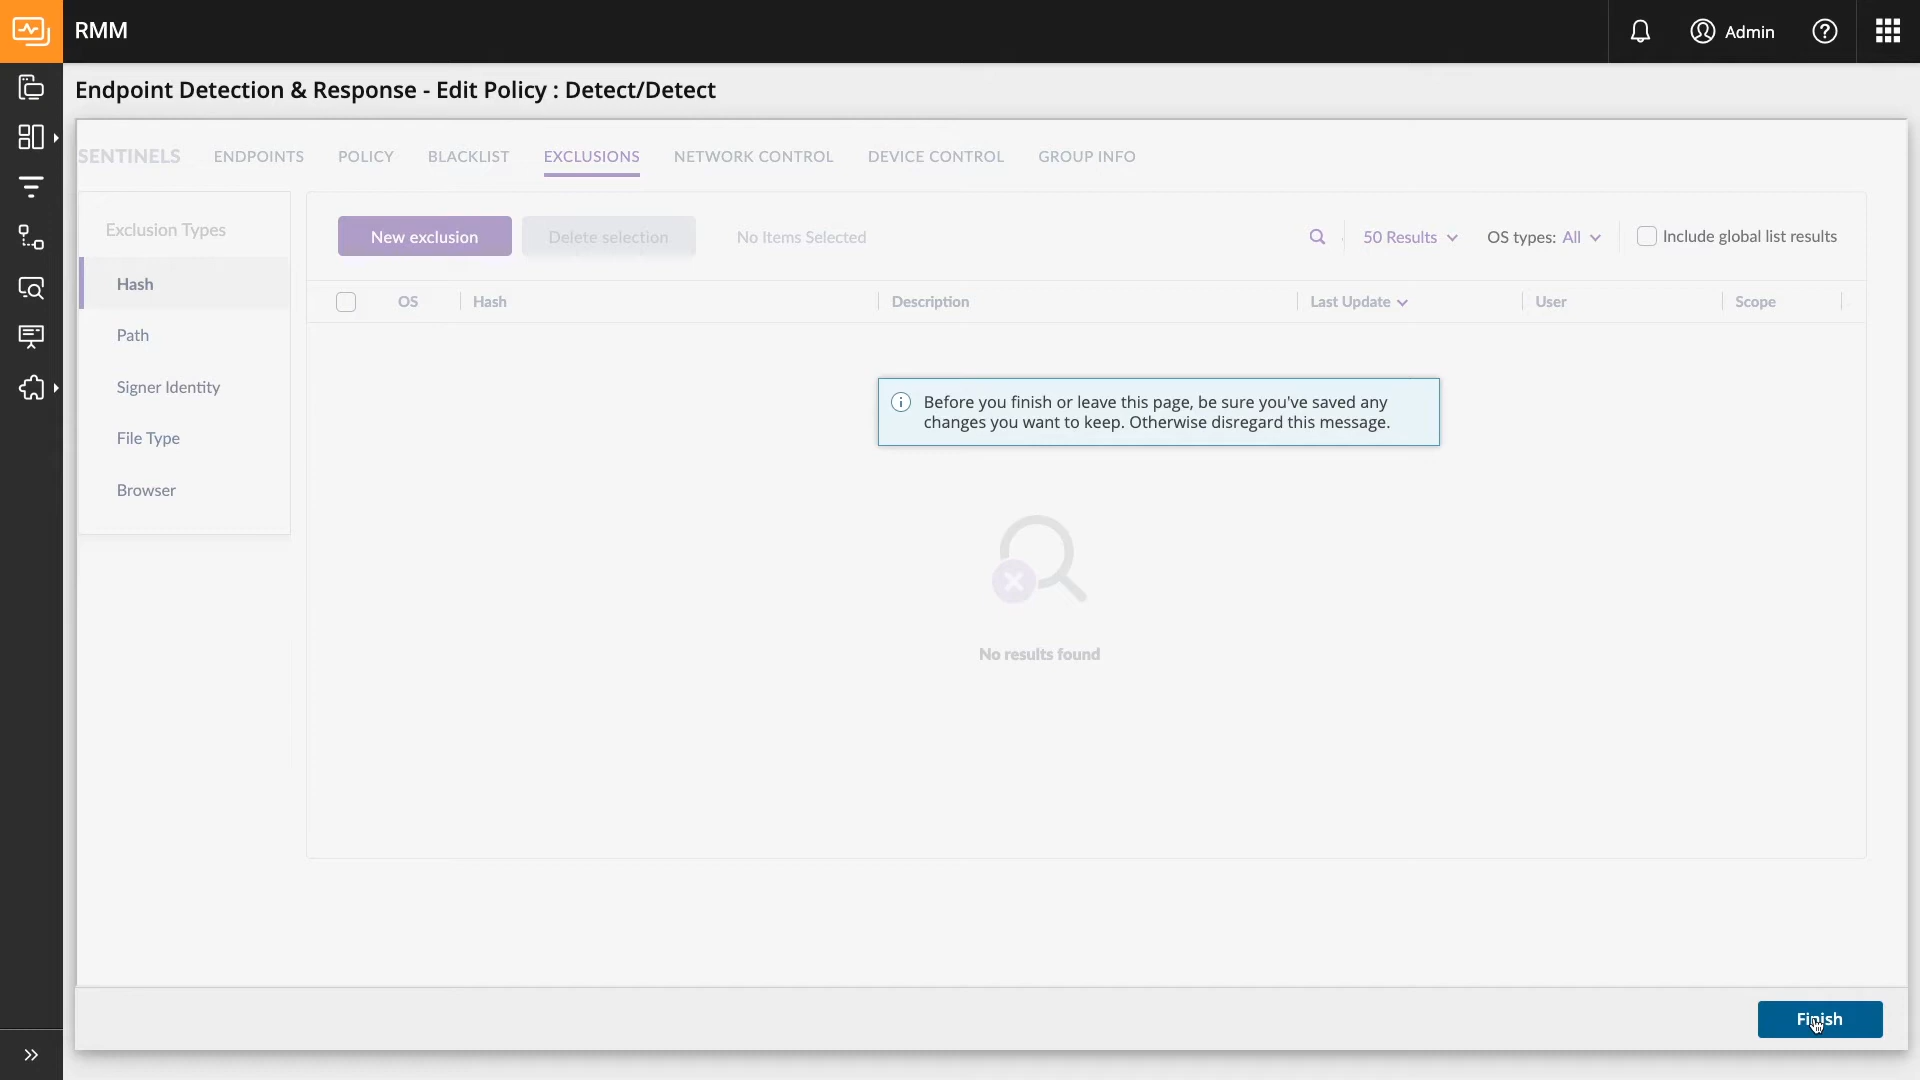 RMM
Admin
Endpoint Detection & Response - Edit Policy : Detect/Detect
SENTINELS ENDPOINTS POLICY BLACKLIST EXCLUSIONS NETWORK CONTROL DEVICE CONTROL GROUP INFO
Exclusion Types
Hash
Path
Signer Identity
File Type
Browser
New exclusion Delete selection No Items Selected 50 Results OS types: All Include global list results
OS Hash Description Last Update User Scope
Before you finish or leave this page, be sure you've saved any
changes you want to keep. Otherwise disregard this message.
No results found
Finish